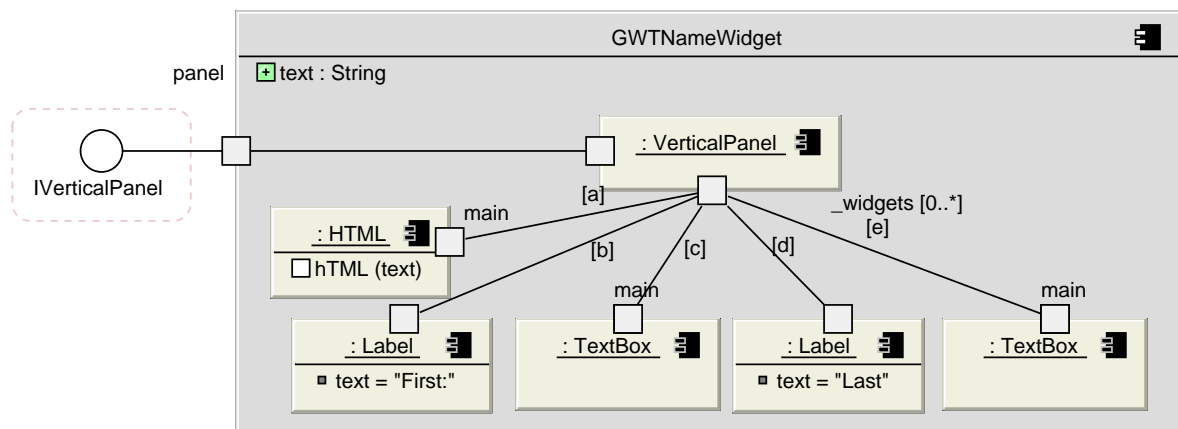 GWTNameWidget
panel
text : String
: VerticalPanel
IVerticalPanel
[a]
_widgets [0..*]
main
[e]
: HTML
[b]
[c]
[d]
hTML (text)
main
main
: Label
: TextBox
: Label
: TextBox
text = "First:"
text = "Last"